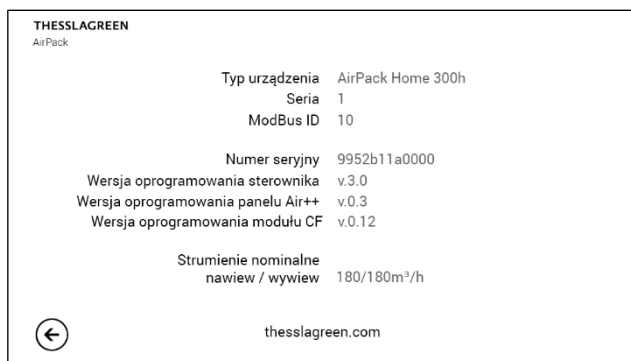 THESSLAGREEN
AirPack
Typ urządzenia AirPack Home 300h
Seria 1
ModBus ID 10
Numer seryjny 9952b11a0000
Wersja oprogramowania sterownika v.3.0
Wersja oprogramowania panelu Air++ v.0.3
Wersja oprogramowania modułu CF v.0.12
Strumienie nominalne
nawiew / wywiew 180/180m³/h
thesslagreen.com